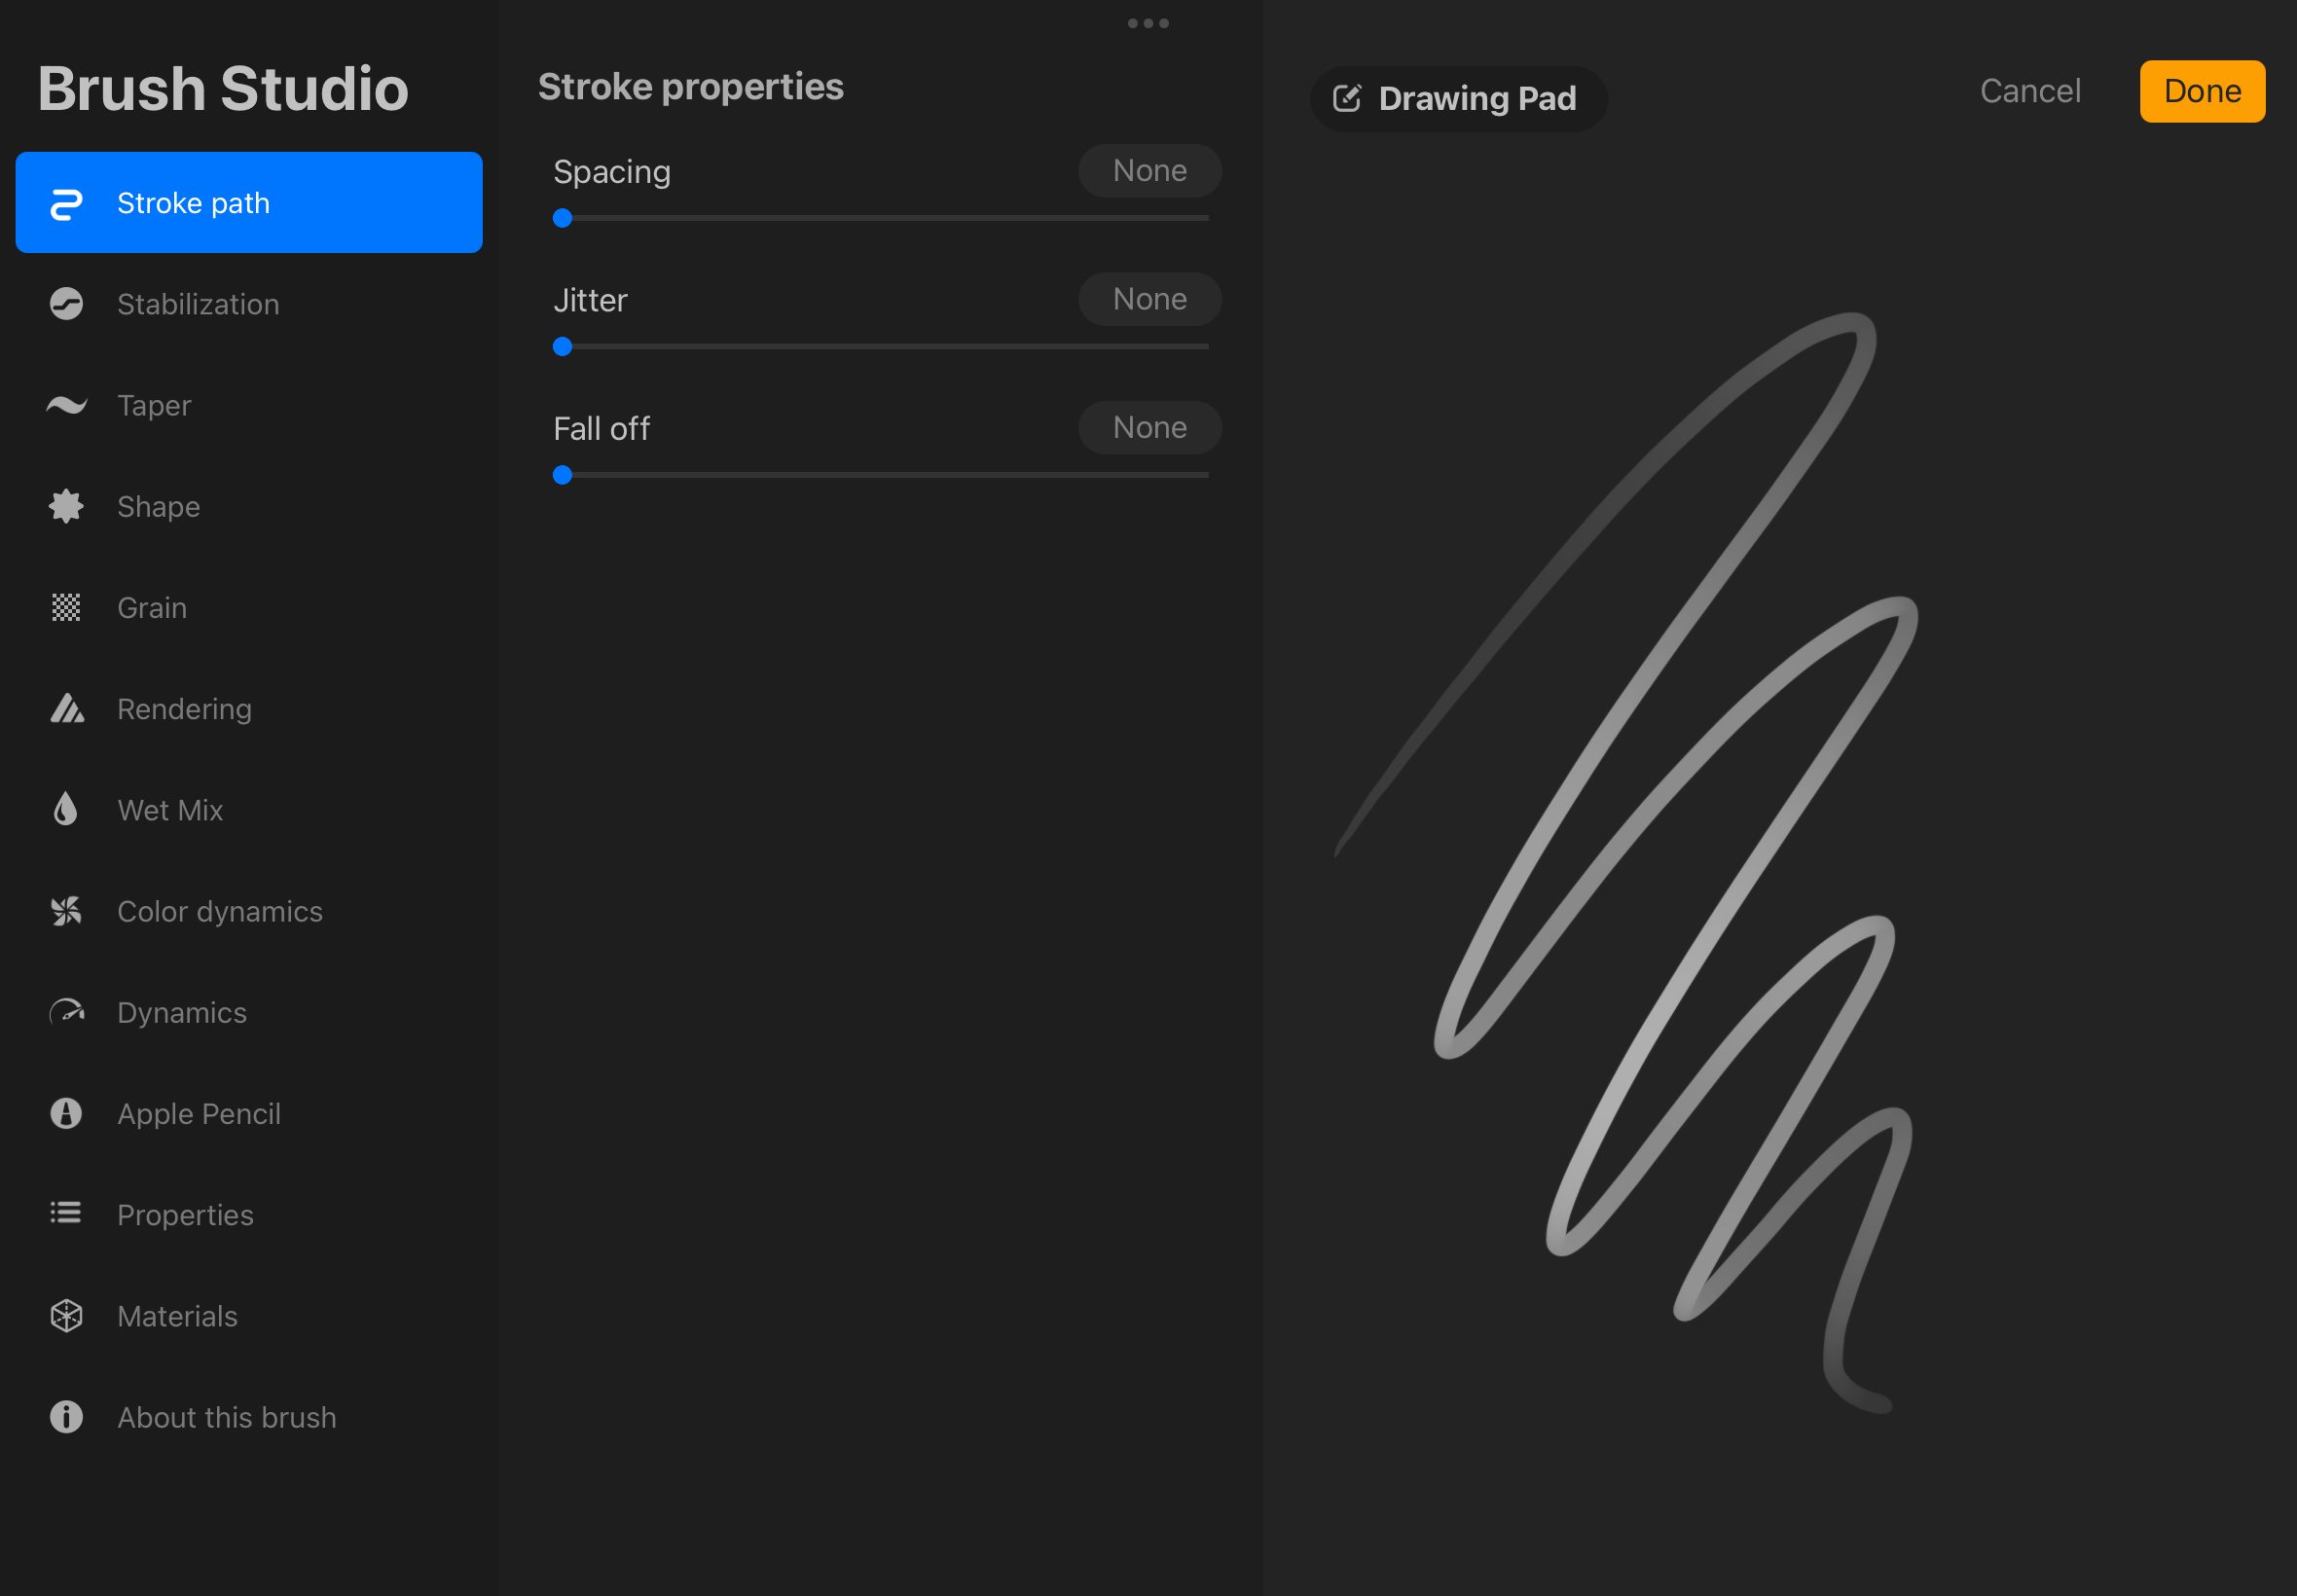 Brush Studio
Stroke path
Stabilization
Taper
Shape
Grain
Rendering
Wet Mix
Color dynamics
Dynamics
Apple Pencil
Properties
Materials
About this brush
Stroke properties
Spacing
None
Jitter
None
Fall off
None
Drawing Pad
Cancel
Done